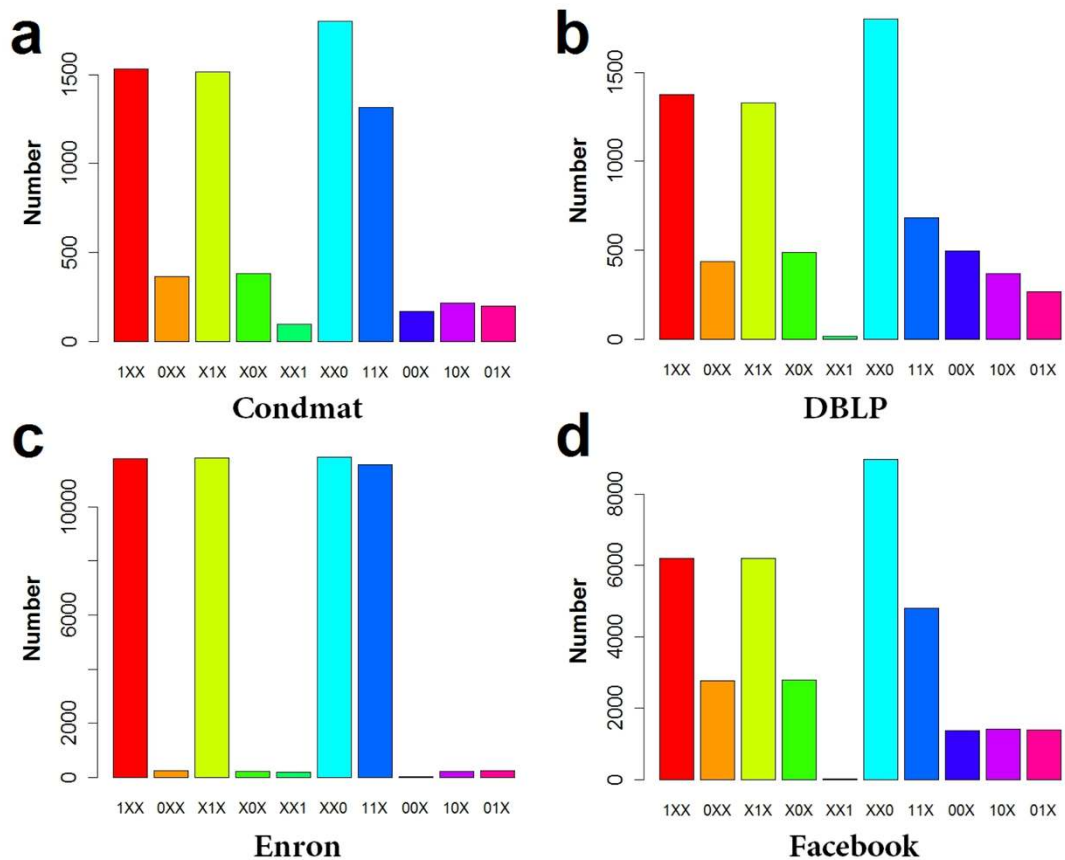 a
Number
1500
1000
500
0
1XX 0XX X1X X0X XX1 XX0 11X 00X 10X 01X
Condmat
b
Number
1500
1000
500
0
1XX 0XX X1X X0X XX1 XX0 11X 00X 10X 01X
DBLP
c
Number
10000
6000
2000
0
1XX 0XX X1X X0X XX1 XX0 11X 00X 10X 01X
Enron
d
Number
8000
6000
4000
2000
0
1XX 0XX X1X X0X XX1 XX0 11X 00X 10X 01X
Facebook